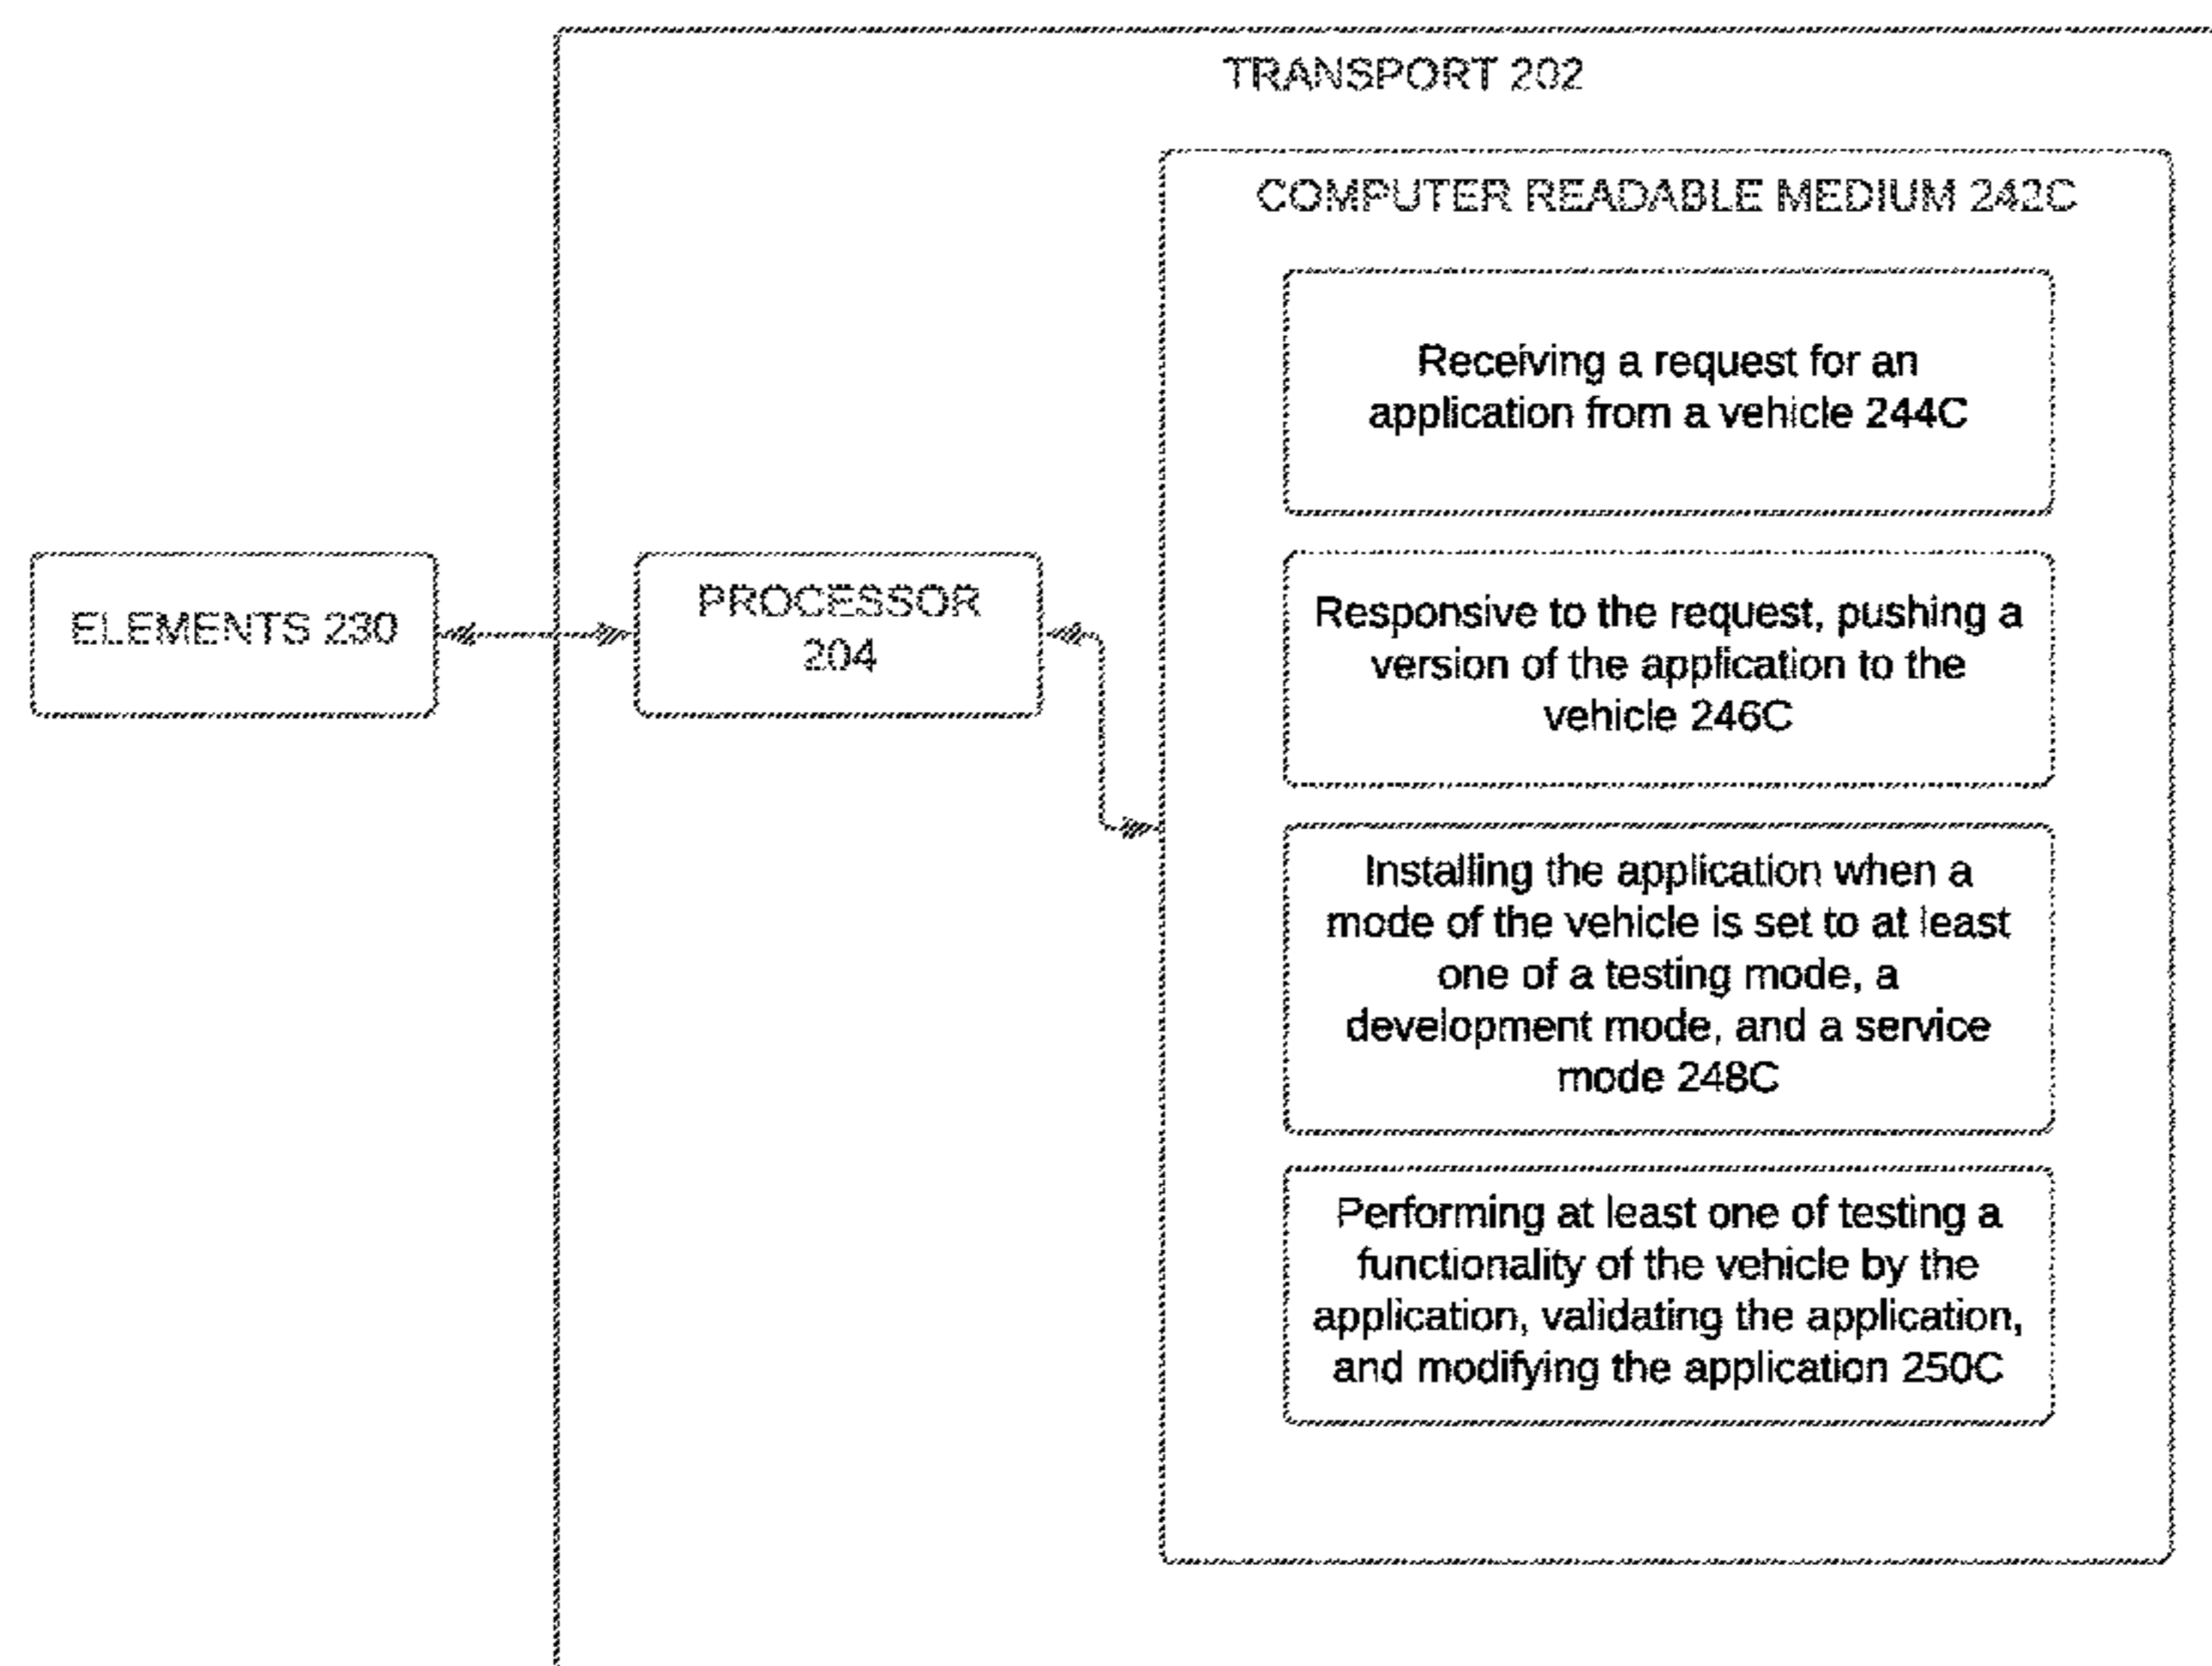 TRANSPORT 202
COMPUTER READABLE MEDIUM 242C
Receiving a request for an
application from a vehicle 244C
ELEMENTS 230
PROCESSOR
204
Responsive to the request, pushing a
version of the application to the
vehicle 246C
Installing the application when a
mode of the vehicle is set to at least
one of a testing mode, a
development mode, and a service
mode 248C
Performing at least one of testing a
functionality of the vehicle by the
application, validating the application,
and modifying the application 250C